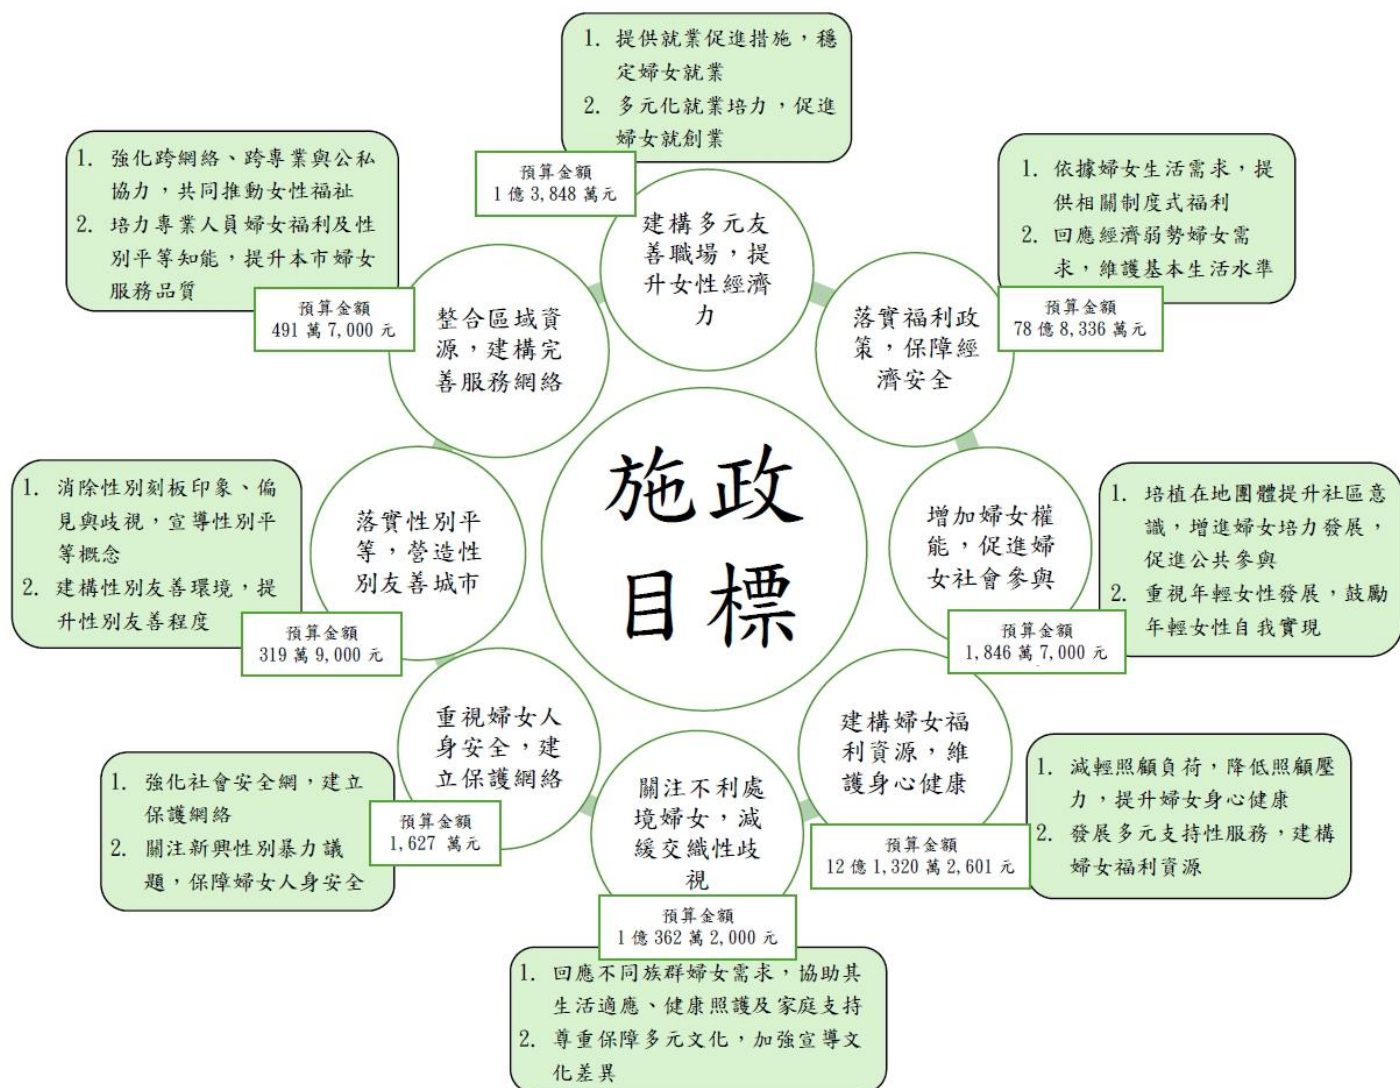 施政
目標
1. 提供就業促進措施，穩
定婦女就業
2. 多元化就業培力，促進
婦女就創業
預算金額
1 億 3,848 萬元
建構多元友
善職場，提
升女性經濟
力
1. 依據婦女生活需求，提
供相關制度式福利
2. 回應經濟弱勢婦女需
求，維護基本生活水準
預算金額
78 億 8,336 萬元
落實福利政
策，保障經
濟安全
1. 培植在地團體提升社區意
識，增進婦女培力發展，
促進公共參與
2. 重視年輕女性發展，鼓勵
年輕女性自我實現
預算金額
1,846 萬 7,000 元
增加婦女權
能，促進婦
女社會參與
1. 減輕照顧負荷，降低照顧壓
力，提升婦女身心健康
2. 發展多元支持性服務，建構
婦女福利資源
預算金額
12 億 1,320 萬 2,601 元
建構婦女福
利資源，維
護身心健康
關注不利處
境婦女，減
緩交織性歧
視
預算金額
1 億 362 萬 2,000 元
1. 回應不同族群婦女需求，協助其
生活適應、健康照護及家庭支持
2. 尊重保障多元文化，加強宣導文
化差異
重視婦女人
身安全，建
立保護網絡
1. 強化社會安全網，建立
保護網絡
2. 關注新興性別暴力議
題，保障婦女人身安全
預算金額
1,627 萬元
落實性別平
等，營造性
別友善城市
1. 消除性別刻板印象、偏
見與歧視，宣導性別平
等概念
2. 建構性別友善環境，提
升性別友善程度
預算金額
319 萬 9,000 元
整合區域資
源，建構完
善服務網絡
1. 強化跨網絡、跨專業與公私
協力，共同推動女性福祉
2. 培力專業人員婦女福利及性
別平等知能，提升本市婦女
服務品質
預算金額
491 萬 7,000 元